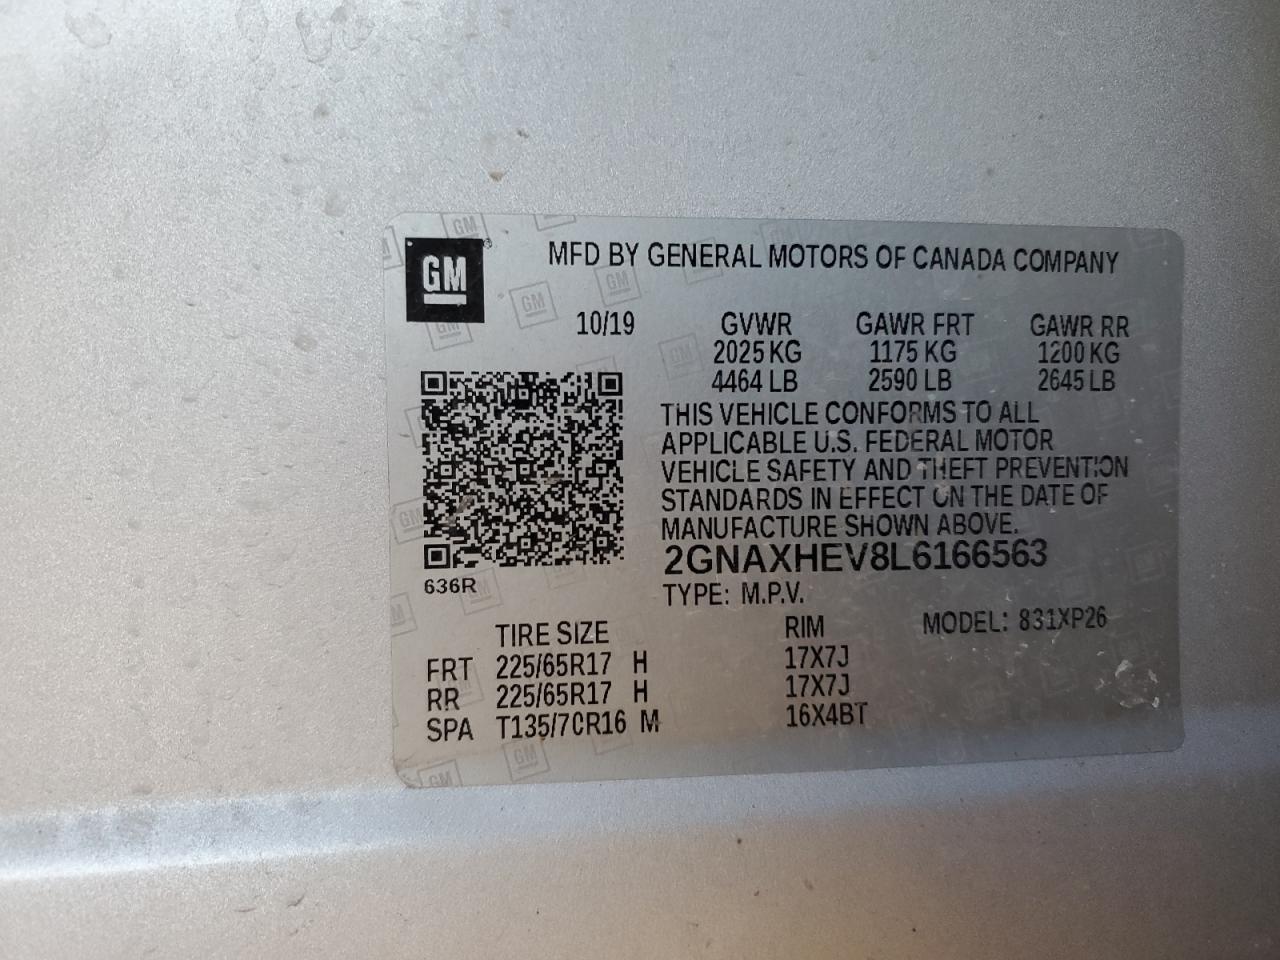 GM
MFD BY GENERAL MOTORS OF CANADA COMPANY
10/19 GVWR GAWR FRT GAWR RR
2025 KG 1175 KG 1200 KG
4464 LB 2590 LB 2645 LB
THIS VEHICLE CONFORMS TO ALL
APPLICABLE U.S. FEDERAL MOTOR
VEHICLE SAFETY AND THEFT PREVENTION
STANDARDS IN EFFECT ON THE DATE OF
MANUFACTURE SHOWN ABOVE.
2GNAXHEV8L6166563
636R
TYPE: M.P.V.
TIRE SIZE RIM MODEL: 831XP26
FRT 225/65R17 H 17X7J
RR 225/65R17 H 17X7J
SPA T135/7CR16 M 16X4BT